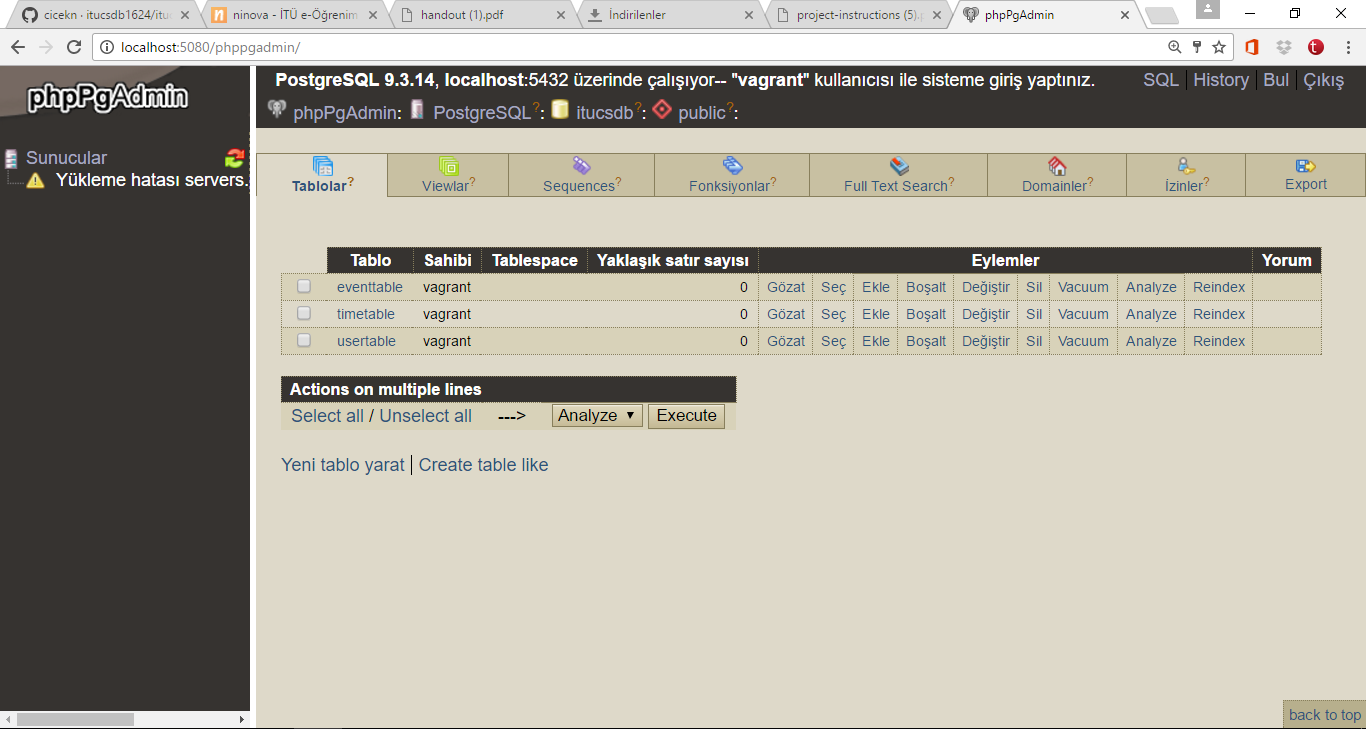 cicekn · itucsdb1624/itu
ninova - İTÜ e-Öğrenim
handout (1).pdf
İndirilenler
project-instructions (5).p
phpPgAdmin
localhost:5080/phppgadmin/
phpPgAdmin
Sunucular
Yükleme hatası servers.
PostgreSQL 9.3.14, localhost:5432 üzerinde çalışıyor-- "vagrant" kullanıcısı ile sisteme giriş yaptınız.
SQL History Bul Çıkış
phpPgAdmin: PostgreSQL?: itucsdb?: public?:
Tablolar? Viewlar? Sequences? Fonksiyonlar? Full Text Search? Domainler? İzinler? Export
Tablo Sahibi Tablespace Yaklaşık satır sayısı Eylemler Yorum
eventtable vagrant 0 Gözat Seç Ekle Boşalt Değiştir Sil Vacuum Analyze Reindex
timetable vagrant 0 Gözat Seç Ekle Boşalt Değiştir Sil Vacuum Analyze Reindex
usertable vagrant 0 Gözat Seç Ekle Boşalt Değiştir Sil Vacuum Analyze Reindex
Actions on multiple lines
Select all / Unselect all ---> Analyze Execute
Yeni tablo yarat | Create table like
back to top